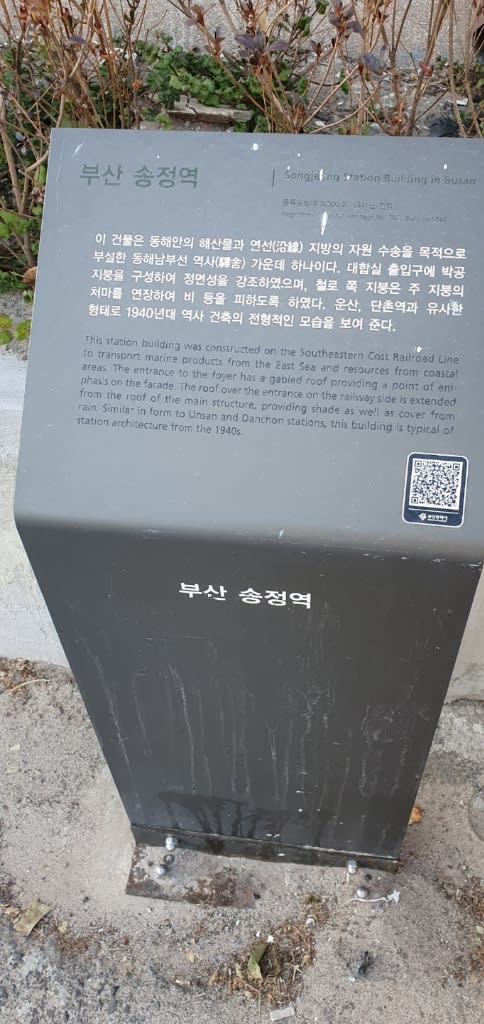 부산 송정역
Songjeong Station Building in Busan
이 건물은 동해안의 해산물과 연선(沿線) 지방의 자원 수송을 목적으로
부설한 동해남부선 역사(驛舍) 가운데 하나이다. 대합실 출입구에 박공
지붕을 구성하여 정면성을 강조하였으며, 철로 쪽 지붕은 주 지붕의
처마를 연장하여 비 등을 피하도록 하였다. 운산, 단촌역과 유사한
형태로 1940년대 역사 건축의 전형적인 모습을 보여 준다.
This station building was constructed on the Southeastern Cost Railroad Line
to transport marine products from the East Sea and resources from coastal
areas. The entrance to the foyer has a gabled roof providing a point of em-
phasis on the facade. The roof over the entrance on the railway side is extended
from the roof of the main structure, providing shade as well as cover from
rain. Similar in form to Unsan and Danchon stations, this building is typical of
station architecture from the 1940s.
부산 송정역